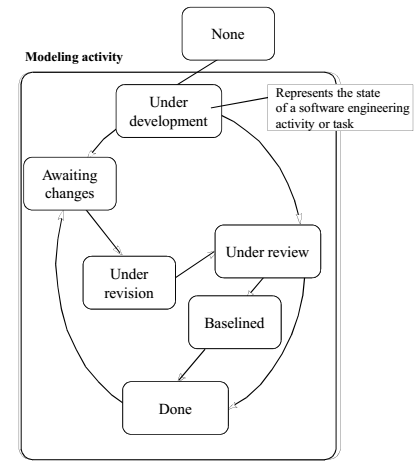 None
Modeling activity
Under
development
Represents the state
of a software engineering
activity or task
Awaiting
changes
Under review
Under
revision
Baselined
Done